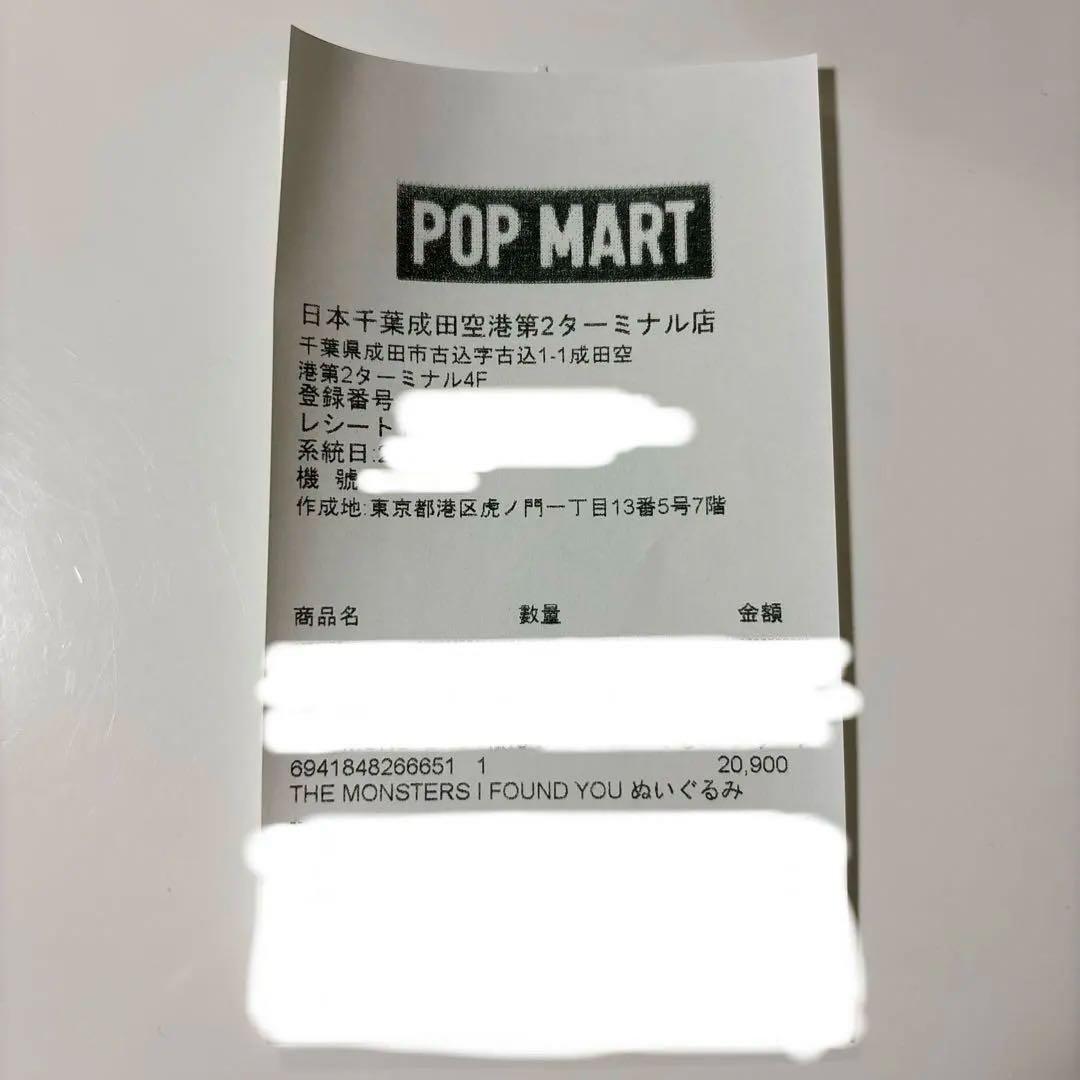 POP MART
日本千葉成田空港第2ターミナル店
千葉県成田市古込字古込1-1成田空
港第2ターミナル4F
登録番号
レシート
系統日:2
機 號
作成地:東京都港区虎ノ門一丁目13番5号7階
商品名 數量 金額
6941848266651 1 20,900
THE MONSTERS I FOUND YOU ぬいぐるみ